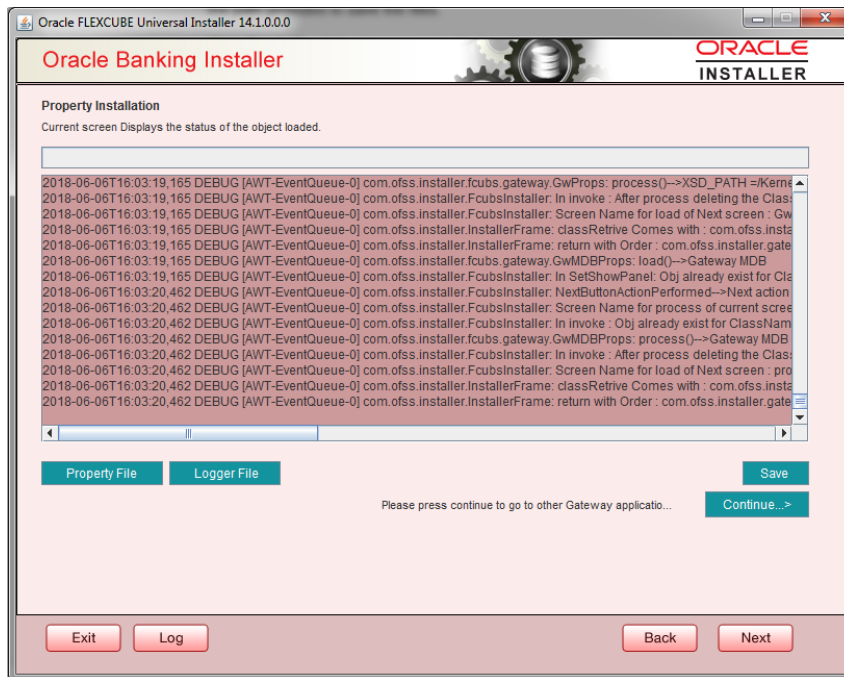 Oracle FLEXCUBE Universal Installer 14.1.0.0.0
Oracle Banking Installer
ORACLE
INSTALLER
Property Installation
Current screen Displays the status of the object loaded.
2018-06-06T16:03:19,165 DEBUG [AWT-EventQueue-0] com.ofss.installer.fcubs.gateway.GwProps: process()-->XSD_PATH =/Kerne
2018-06-06T16:03:19,165 DEBUG [AWT-EventQueue-0] com.ofss.installer.FcubsInstaller: In invoke : After process deleting the Clas
2018-06-06T16:03:19,165 DEBUG [AWT-EventQueue-0] com.ofss.installer.FcubsInstaller: Screen Name for load of Next screen : Gw
2018-06-06T16:03:19,165 DEBUG [AWT-EventQueue-0] com.ofss.installer.InstallerFrame: classRetrive Comes with : com.ofss.insta
2018-06-06T16:03:19,165 DEBUG [AWT-EventQueue-0] com.ofss.installer.InstallerFrame: return with Order : com.ofss.installer.gate
2018-06-06T16:03:19,165 DEBUG [AWT-EventQueue-0] com.ofss.installer.fcubs.gateway.GwMDBProps: load()-->Gateway MDB
2018-06-06T16:03:19,165 DEBUG [AWT-EventQueue-0] com.ofss.installer.FcubsInstaller: In SetShowPanel: Obj already exist for Cla
2018-06-06T16:03:20,462 DEBUG [AWT-EventQueue-0] com.ofss.installer.FcubsInstaller: NextButtonActionPerformed-->Next action
2018-06-06T16:03:20,462 DEBUG [AWT-EventQueue-0] com.ofss.installer.FcubsInstaller: Screen Name for process of current scree
2018-06-06T16:03:20,462 DEBUG [AWT-EventQueue-0] com.ofss.installer.FcubsInstaller: In invoke : Obj already exist for ClassNam
2018-06-06T16:03:20,462 DEBUG [AWT-EventQueue-0] com.ofss.installer.fcubs.gateway.GwMDBProps: process()-->Gateway MDB
2018-06-06T16:03:20,462 DEBUG [AWT-EventQueue-0] com.ofss.installer.FcubsInstaller: In invoke : After process deleting the Clas
2018-06-06T16:03:20,462 DEBUG [AWT-EventQueue-0] com.ofss.installer.FcubsInstaller: Screen Name for load of Next screen : pro
2018-06-06T16:03:20,462 DEBUG [AWT-EventQueue-0] com.ofss.installer.InstallerFrame: classRetrive Comes with : com.ofss.insta
2018-06-06T16:03:20,462 DEBUG [AWT-EventQueue-0] com.ofss.installer.InstallerFrame: return with Order : com.ofss.installer.gate
Property File Logger File Save
Please press continue to go to other Gateway applicatio... Continue...>
Exit Log Back Next